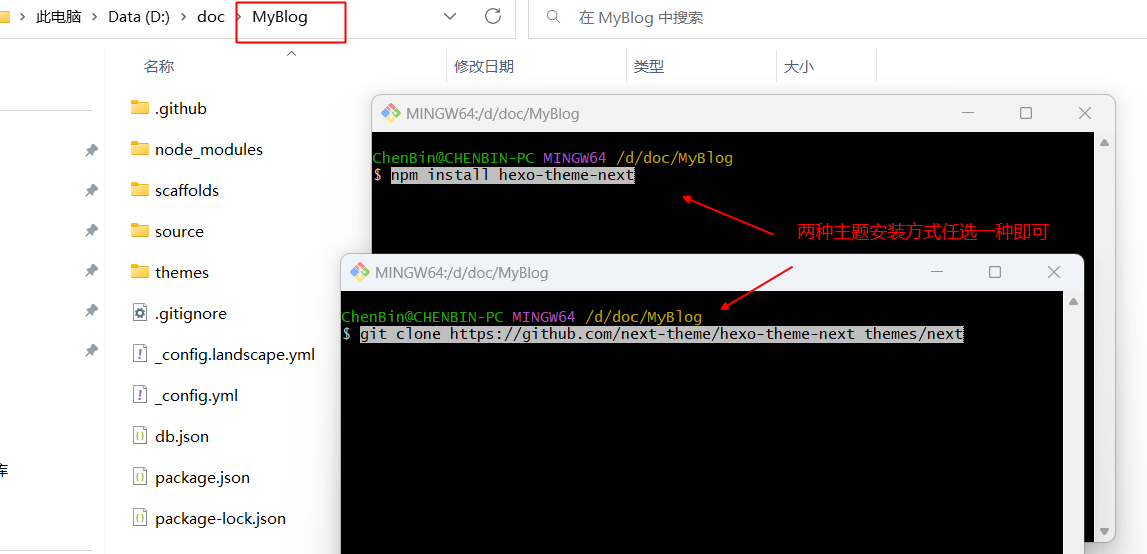 此电脑 Data (D:) doc MyBlog
在 MyBlog 中搜索
名称 修改日期 类型 大小
.github
node_modules
scaffolds
source
themes
.gitignore
_config.landscape.yml
_config.yml
db.json
package.json
package-lock.json
库
MINGW64:/d/doc/MyBlog
ChenBin@CHENBIN-PC MINGW64 /d/doc/MyBlog
$ npm install hexo-theme-next
两种主题安装方式任选一种即可
MINGW64:/d/doc/MyBlog
ChenBin@CHENBIN-PC MINGW64 /d/doc/MyBlog
$ git clone https://github.com/next-theme/hexo-theme-next themes/next